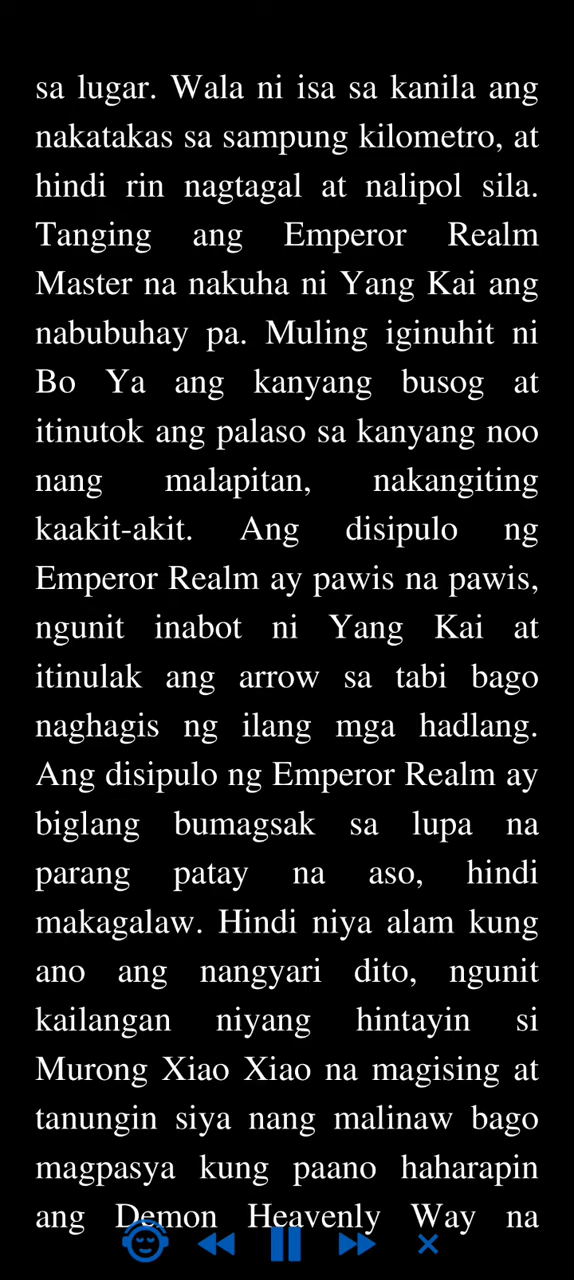 sa lugar. Wala ni isa sa kanila ang
nakatakas sa sampung kilometro, at
hindi rin nagtagal at nalipol sila.
Tanging ang Emperor Realm
Master na nakuha ni Yang Kai ang
nabubuhay pa. Muling iginuhit ni
Bo Ya ang kanyang busog at
itinutok ang palaso sa kanyang noo
nang malapitan, nakangiting
kaakit-akit. Ang disipulo ng
Emperor Realm ay pawis na pawis,
ngunit inabot ni Yang Kai at
itinulak ang arrow sa tabi bago
naghagis ng ilang mga hadlang.
Ang disipulo ng Emperor Realm ay
biglang bumagsak sa lupa na
parang patay na aso, hindi
makagalaw. Hindi niya alam kung
ano ang nangyari dito, ngunit
kailangan niyang hintayin si
Murong Xiao Xiao na magising at
tanungin siya nang malinaw bago
magpasya kung paano haharapin
ang Demon Heavenly Way na